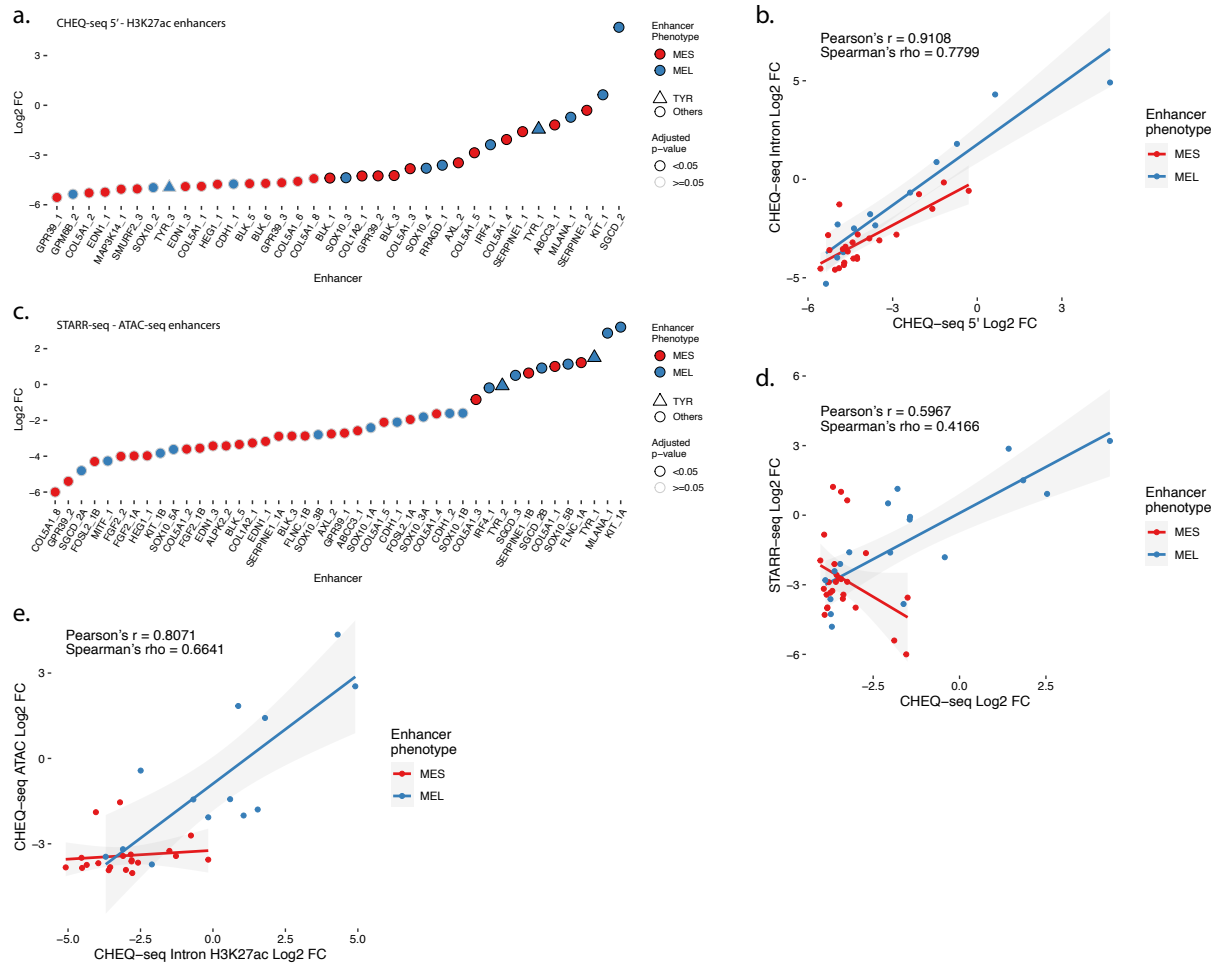 a.
CHEQ-seq 5' - H3K27ac enhancers
Log2 FC
3
0
−3
−6
GPR39_1
GPM6B_2
COL5A1_2
EDN1_1
MAP3K14_1
SMURF2_3
SOX10_2
TYR_3
EDN1_3
COL5A1_1
HEG1_1
CDH1_1
BLK_5
BLK_6
GPR39_3
COL5A1_6
COL5A1_8
BLK_1
SOX10_3
COL1A2_1
GPR39_2
BLK_3
COL5A1_3
SOX10_4
RRAGD_1
AXL_2
COL5A1_5
IRF4_1
COL5A1_4
SERPINE1_1
TYR_1
ABCC3_1
MLANA_1
SERPINE1_2
KIT_1
SGCD_2
Enhancer
Enhancer
Phenotype
MES
MEL
TYR
Others
Adjusted
p-value
<0.05
>=0.05
b.
Pearson's r = 0.9108
Spearman's rho = 0.7799
CHEQ−seq Intron Log2 FC
5
0
−5
−6
−3
0
3
CHEQ−seq 5' Log2 FC
Enhancer
phenotype
MES
MEL
c.
STARR-seq - ATAC-seq enhancers
Log2 FC
2
0
−2
−4
−6
COL5A1_8
GPR39_2
SGCD_2A
FOSL2_1B
MITF_1
FGF2_2
FGF2_1A
HEG1_1
KIT_1B
SOX10_5A
COL5A1_2
FGF2_1B
EDN1_3
ALPK2_2
BLK_5
COL1A2_1
EDN1_1
SERPINE1_1A
BLK_3
FLNC_1B
SOX10_3B
AXL_2
GPR39_1
ABCC3_1
SOX10_1A
COL5A1_5
CDH1_1
FOSL2_1A
SOX10_3A
COL5A1_4
CDH1_2
SOX10_1B
COL5A1_3
IRF4_1
TYR_2
SGCD_3
SERPINE1_1B
SGCD_2B
COL5A1_1
SOX10_5B
FLNC_1A
TYR_1
MLANA_1
KIT_1A
Enhancer
Enhancer
Phenotype
MES
MEL
TYR
Others
Adjusted
p-value
<0.05
>=0.05
d.
Pearson's r = 0.5967
Spearman's rho = 0.4166
STARR−seq Log2 FC
6
3
0
−3
−6
−2.5
0.0
2.5
CHEQ−seq Log2 FC
Enhancer
phenotype
MES
MEL
e.
Pearson's r = 0.8071
Spearman's rho = 0.6641
CHEQ−seq ATAC Log2 FC
3
0
−3
−5.0
−2.5
0.0
2.5
5.0
CHEQ−seq Intron H3K27ac Log2 FC
Enhancer
phenotype
MES
MEL